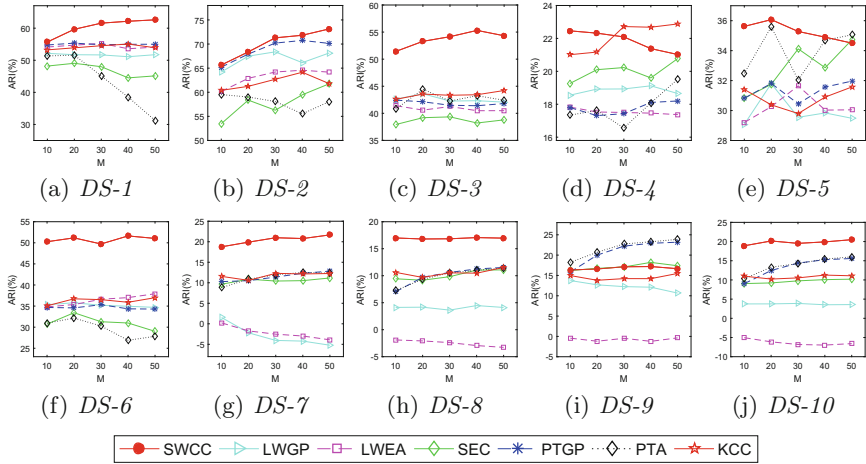 ARI(%)
60
50
40
30
10 20 30 40 50
M
(a) DS-1
ARI(%)
75
70
65
60
55
50
10 20 30 40 50
M
(b) DS-2
ARI(%)
60
55
50
45
40
35
10 20 30 40 50
M
(c) DS-3
ARI(%)
24
22
20
18
16
10 20 30 40 50
M
(d) DS-4
ARI(%)
36
34
32
30
28
10 20 30 40 50
M
(e) DS-5
ARI(%)
55
50
45
40
35
30
25
10 20 30 40 50
M
(f) DS-6
ARI(%)
25
20
15
10
5
0
-5
10 20 30 40 50
M
(g) DS-7
ARI(%)
20
15
10
5
0
-5
10 20 30 40 50
M
(h) DS-8
ARI(%)
25
20
15
10
5
0
-5
10 20 30 40 50
M
(i) DS-9
ARI(%)
25
20
15
10
5
0
-5
-10
10 20 30 40 50
M
(j) DS-10
SWCC LWGP LWEA SEC PTGP PTA KCC